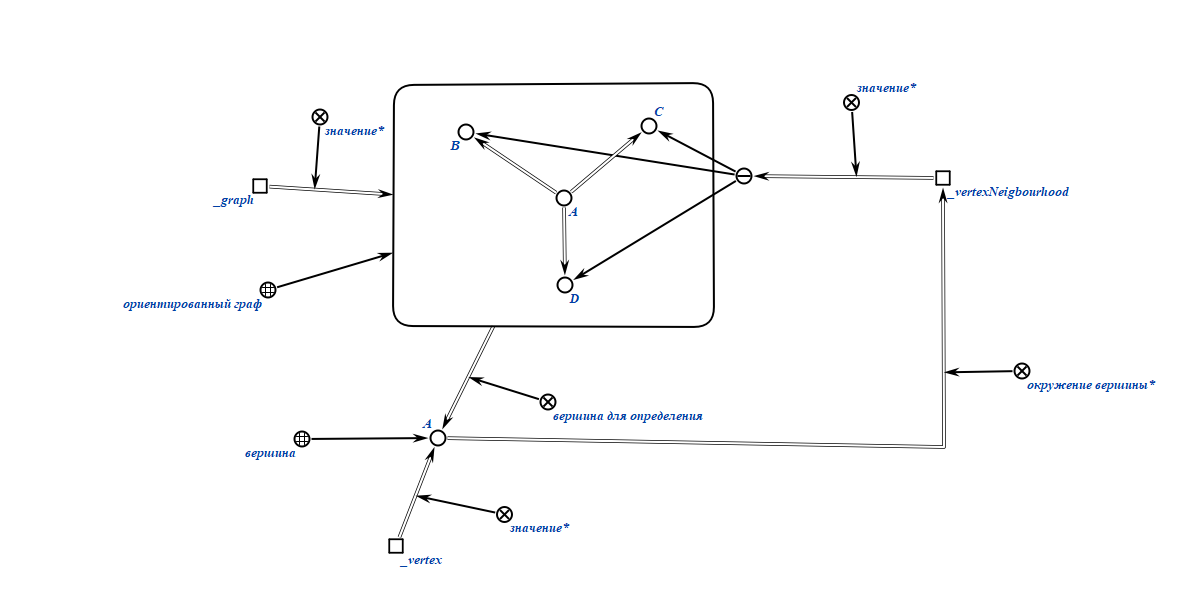 значение*
C
значение*
B
_graph
A
_vertexNeigbourhood
ориентированный граф
D
окружение вершины*
вершина для определения
A
вершина
значение*
_vertex